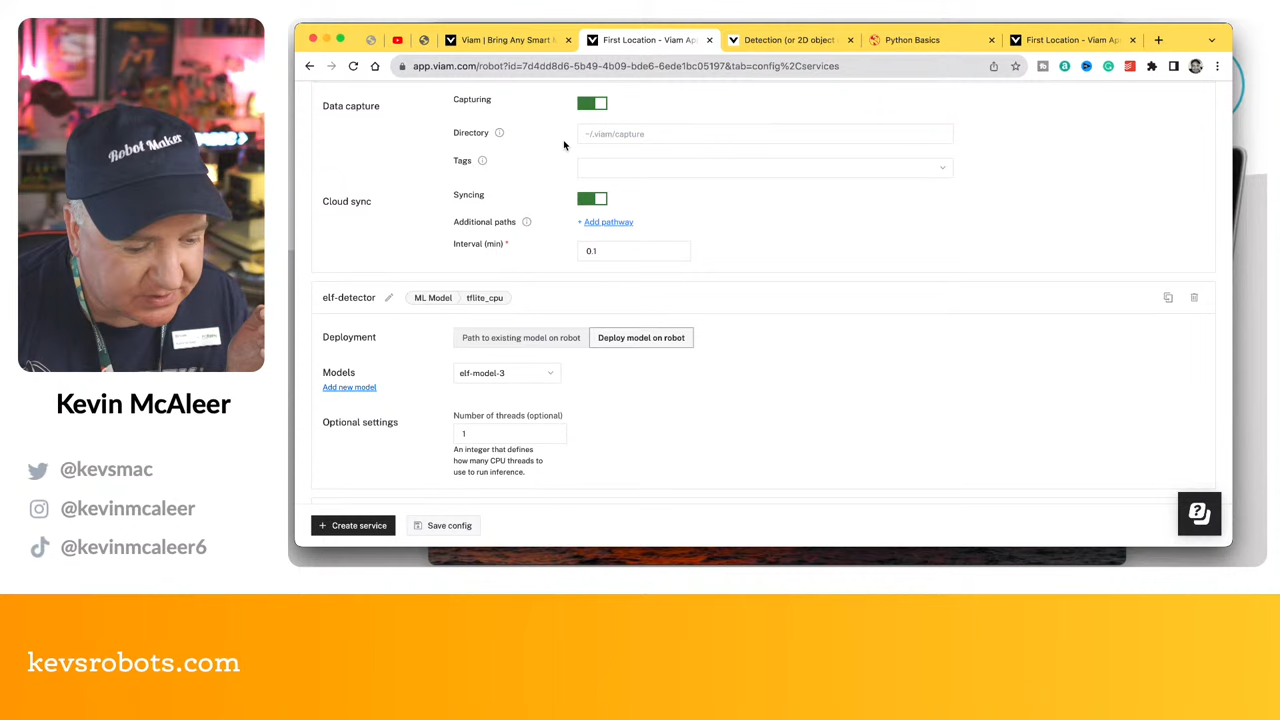 Robot Maker
Kevin McAleer
@kevsmac
@kevinmcaleer
@kevinmcaleer6
kevsrobots.com
Viam | Bring Any Smart M
First Location - Viam Ap
Detection (or 2D object
Python Basics
First Location - Viam Ap
app.viam.com/robot?id=7d4dd8d6-5b49-4b09-bde6-6ede1bc05197&tab=config%2Cservices
Data capture
Capturing
Directory
~/.viam/capture
Tags
Cloud sync
Syncing
Additional paths
+ Add pathway
Interval (min) *
0.1
elf-detector
ML Model
tflite_cpu
Deployment
Path to existing model on robot
Deploy model on robot
Models
Add new model
elf-model-3
Optional settings
Number of threads (optional)
1
An integer that defines
how many CPU threads to
use to run inference.
+ Create service
Save config